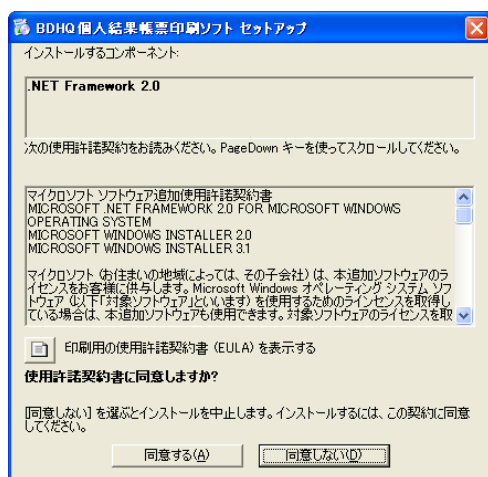 BDHQ個人結果帳票印刷ソフト セットアップ
インストールするコンポーネント:
.NET Framework 2.0
次の使用許諾契約をお読みください。PageDown キーを使ってスクロールしてください。
マイクロソフト ソフトウェア追加使用許諾契約書
MICROSOFT .NET FRAMEWORK 2.0 FOR MICROSOFT WINDOWS
OPERATING SYSTEM
MICROSOFT WINDOWS INSTALLER 2.0
MICROSOFT WINDOWS INSTALLER 3.1
マイクロソフト (お住まいの地域によっては、その子会社) は、本追加ソフトウェアのラ
イセンスをお客様に供与します。Microsoft Windows オペレーティング システム ソフ
トウェア (以下「対象ソフトウェア」といいます) を使用するためのラインセンスを取得し
ている場合は、本追加ソフトウェアも使用できます。対象ソフトウェアのライセンスを取
印刷用の使用許諾契約書 (EULA) を表示する
使用許諾契約書に同意しますか?
[同意しない] を選ぶとインストールを中止します。インストールするには、この契約に同意
してください。
同意する(A)
同意しない(D)